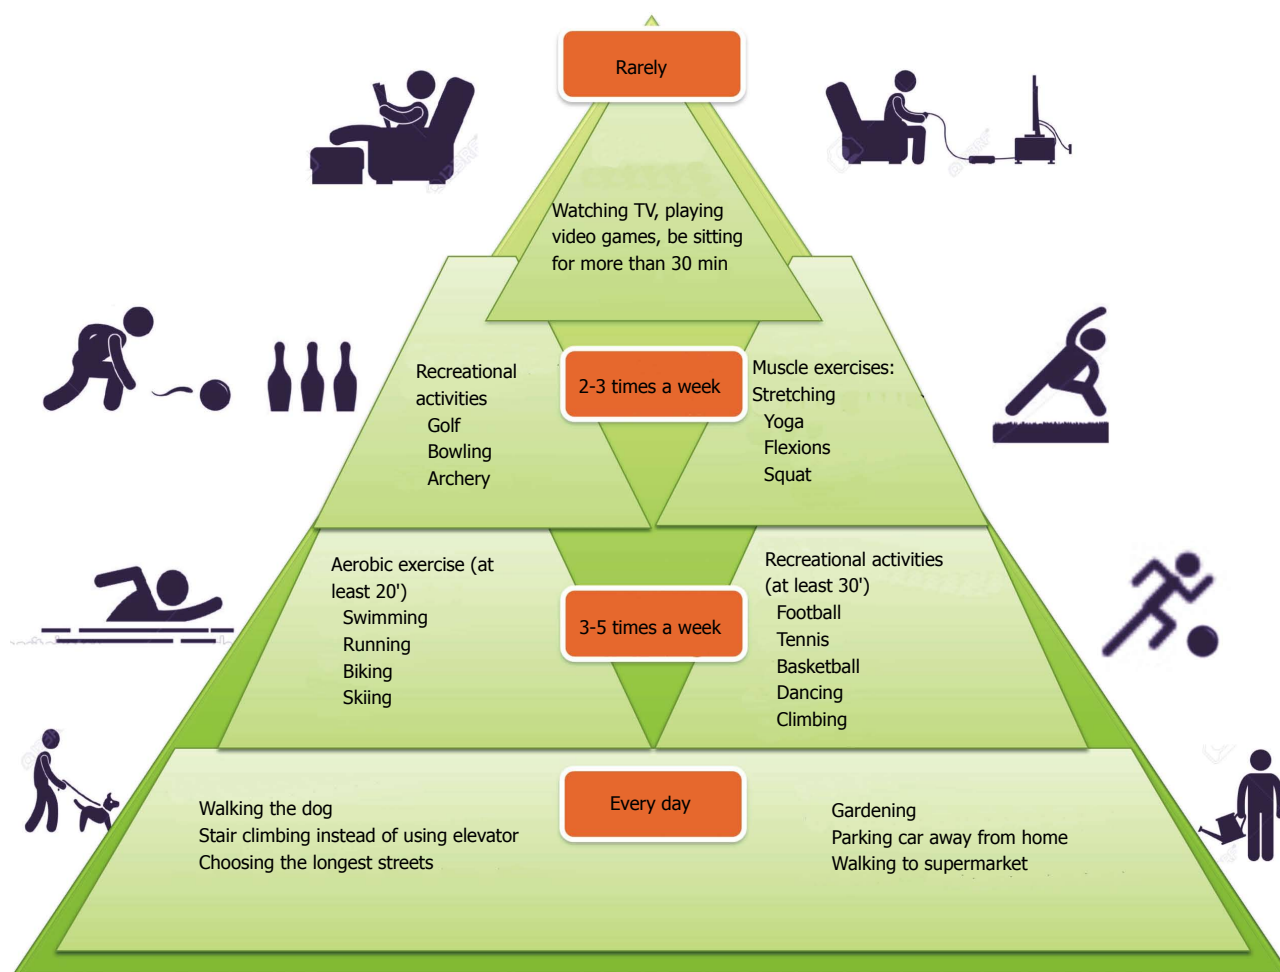 Rarely
Watching TV, playing
video games, be sitting
for more than 30 min
Recreational
activities
Golf
Bowling
Archery
2-3 times a week
Muscle exercises:
Stretching
Yoga
Flexions
Squat
Aerobic exercise (at
least 20')
Swimming
Running
Biking
Skiing
3-5 times a week
Recreational activities
(at least 30')
Football
Tennis
Basketball
Dancing
Climbing
Walking the dog
Stair climbing instead of using elevator
Choosing the longest streets
Every day
Gardening
Parking car away from home
Walking to supermarket